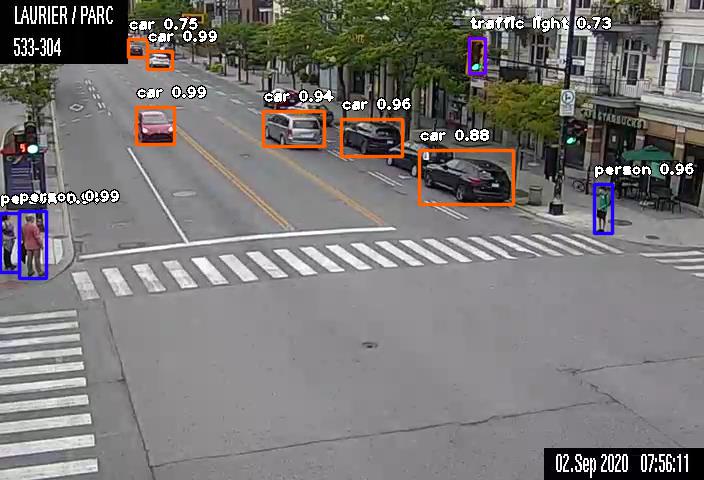 LAURIER / PARC
533-304
car 0.75
car 0.99
traffic light 0.73
car 0.99
car 0.94
car 0.96
car 0.88
P
STARBUCKS
5
person 0.96
person 0.99
02.Sep 2020 07:56:11